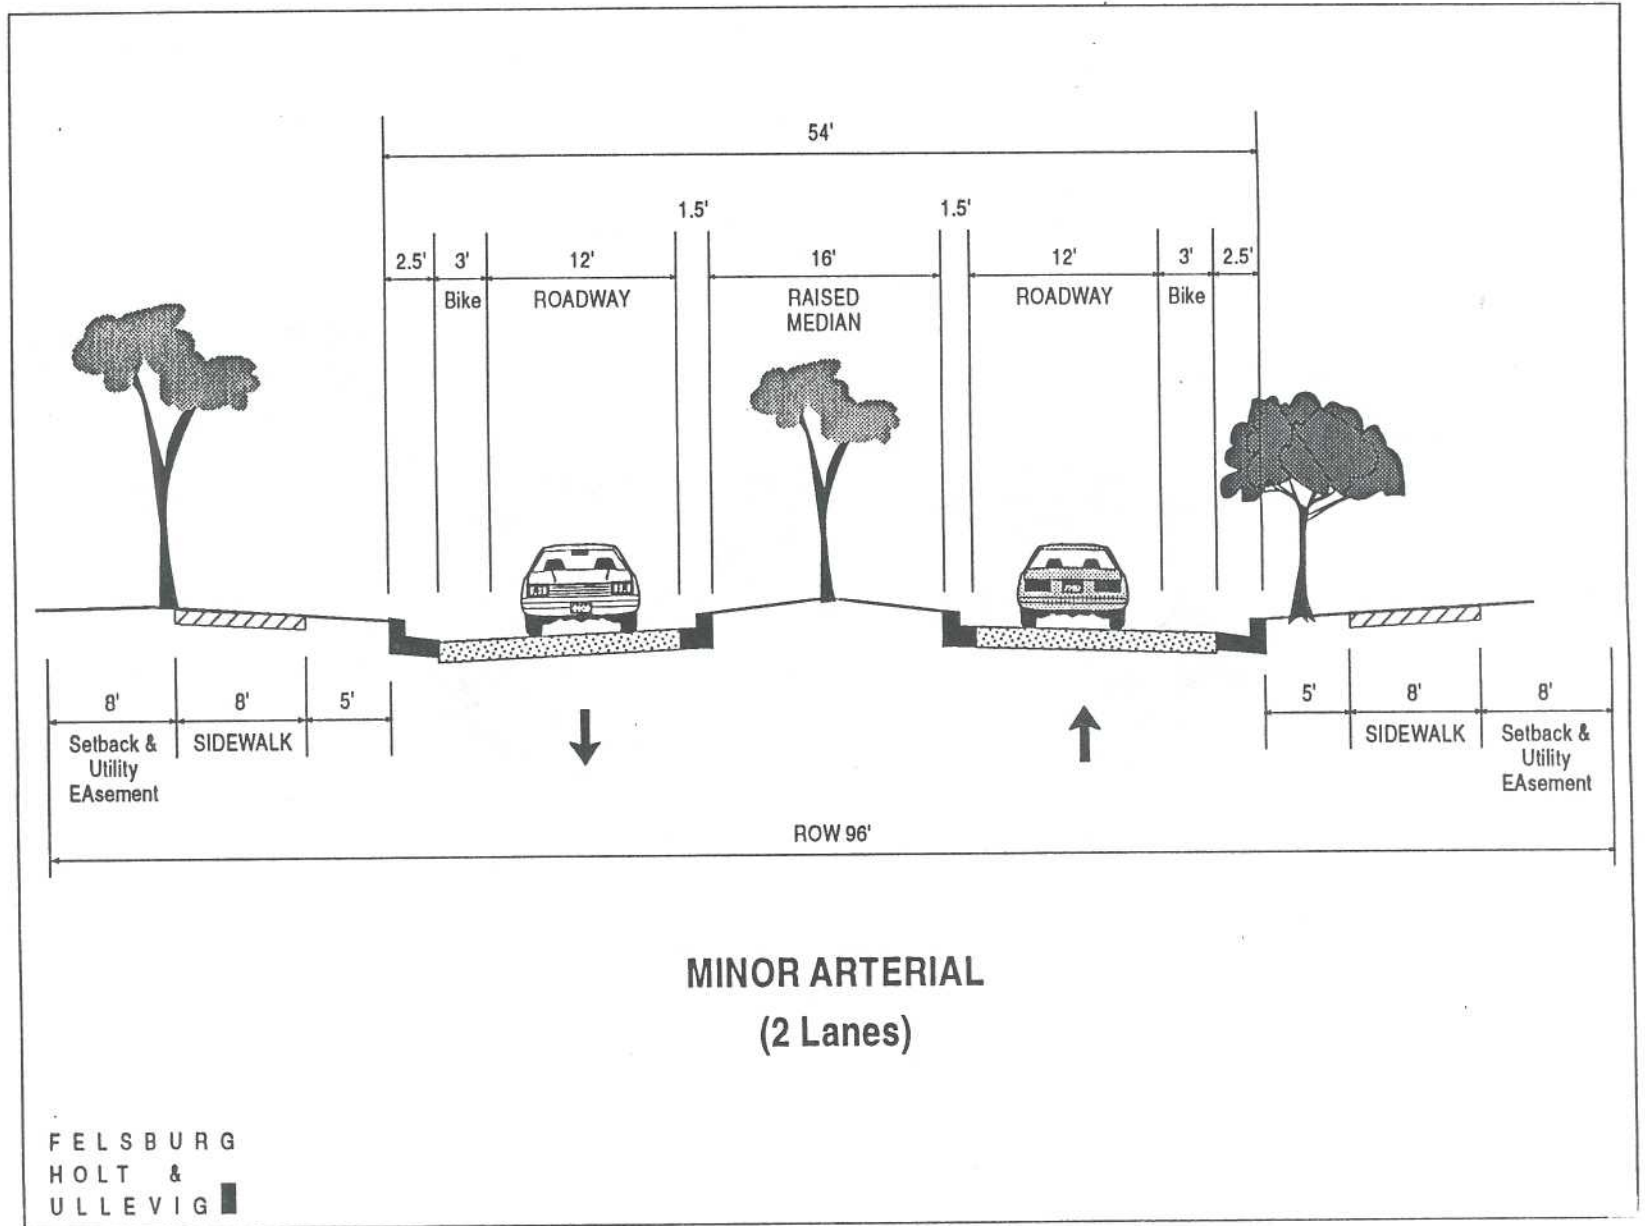 54'
1.5' 1.5'
2.5' 3' 12' 16' 12' 3' 2.5'
Bike ROADWAY RAISED ROADWAY Bike
MEDIAN
8' 8' 5' 5' 8' 8'
Setback & SIDEWALK SIDEWALK Setback &
Utility Utility
EAsement EAsement
ROW 96'
MINOR ARTERIAL
(2 Lanes)
FELSBURG
HOLT &
ULLEVIG